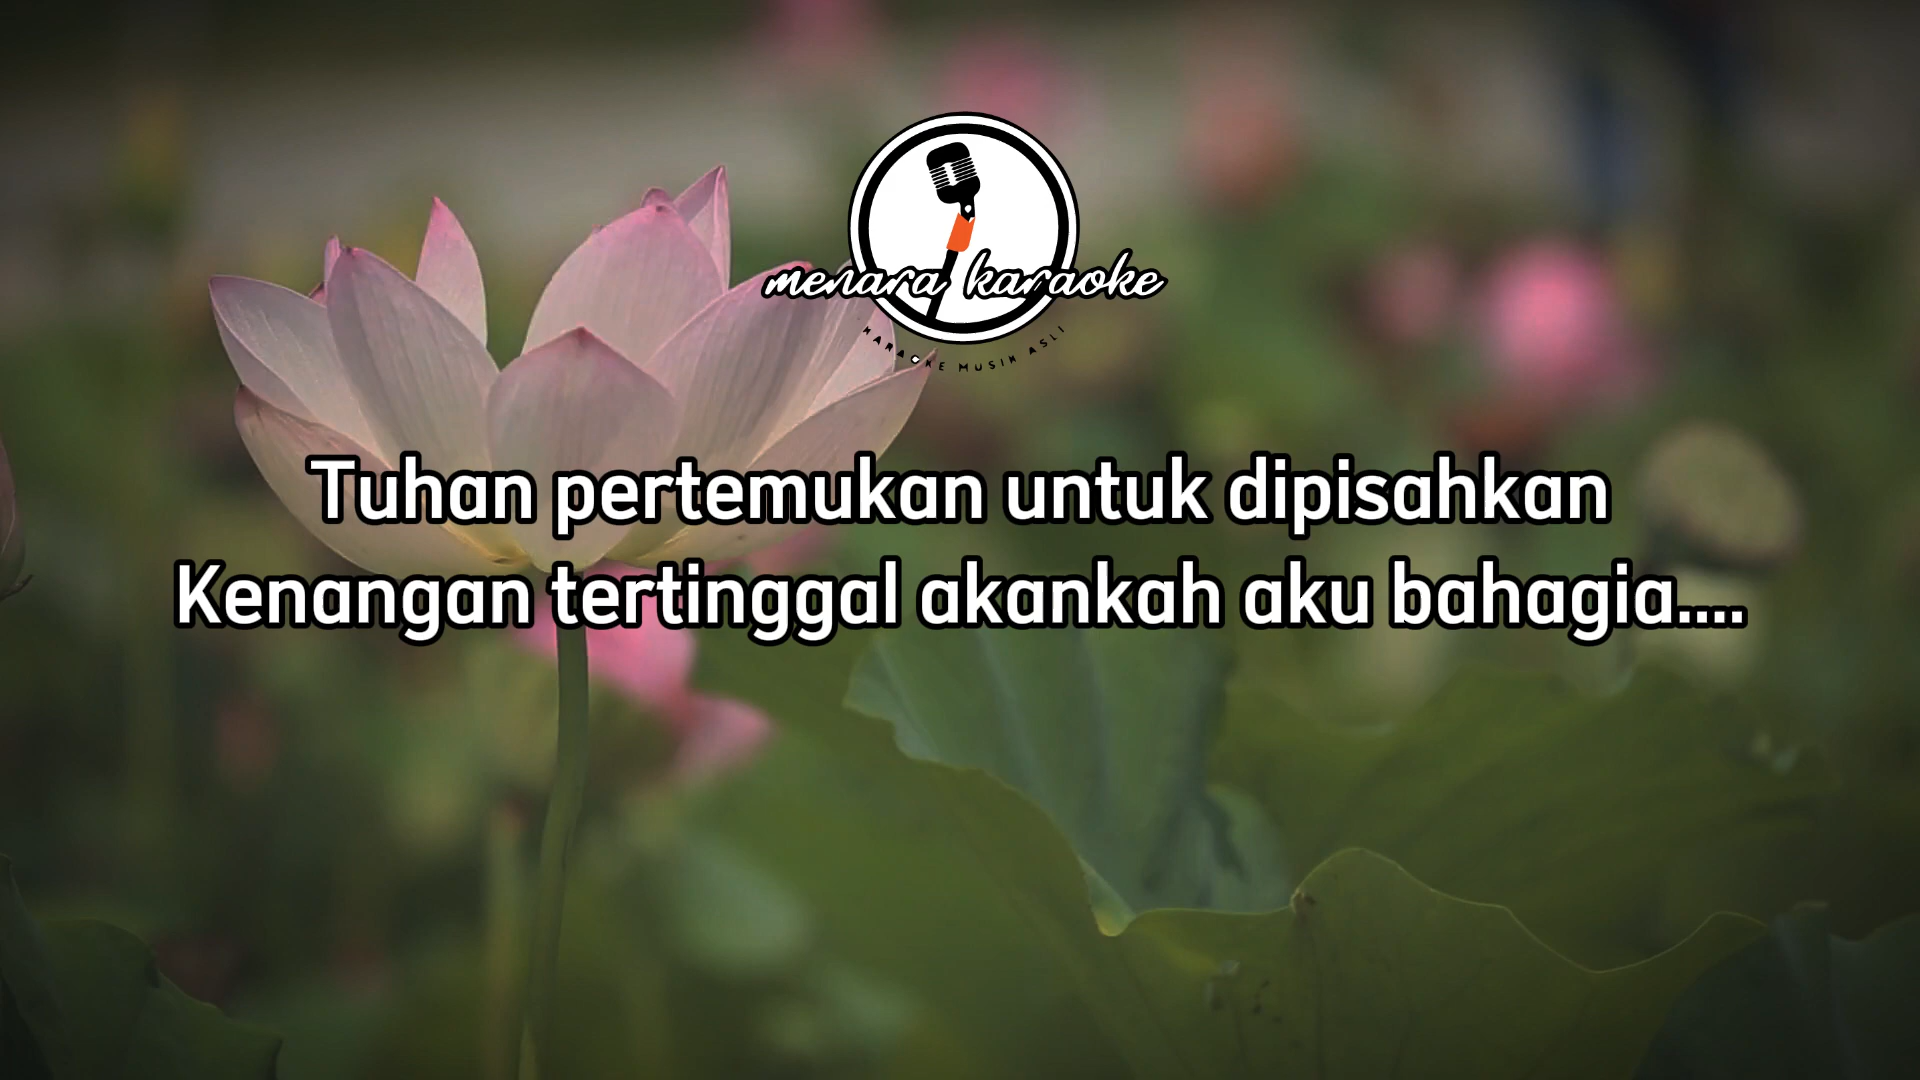 menara karaoke
KARAOKE MUSIK ASLI
Tuhan pertemukan untuk dipisahkan
Kenangan tertinggal akankah aku bahagia....